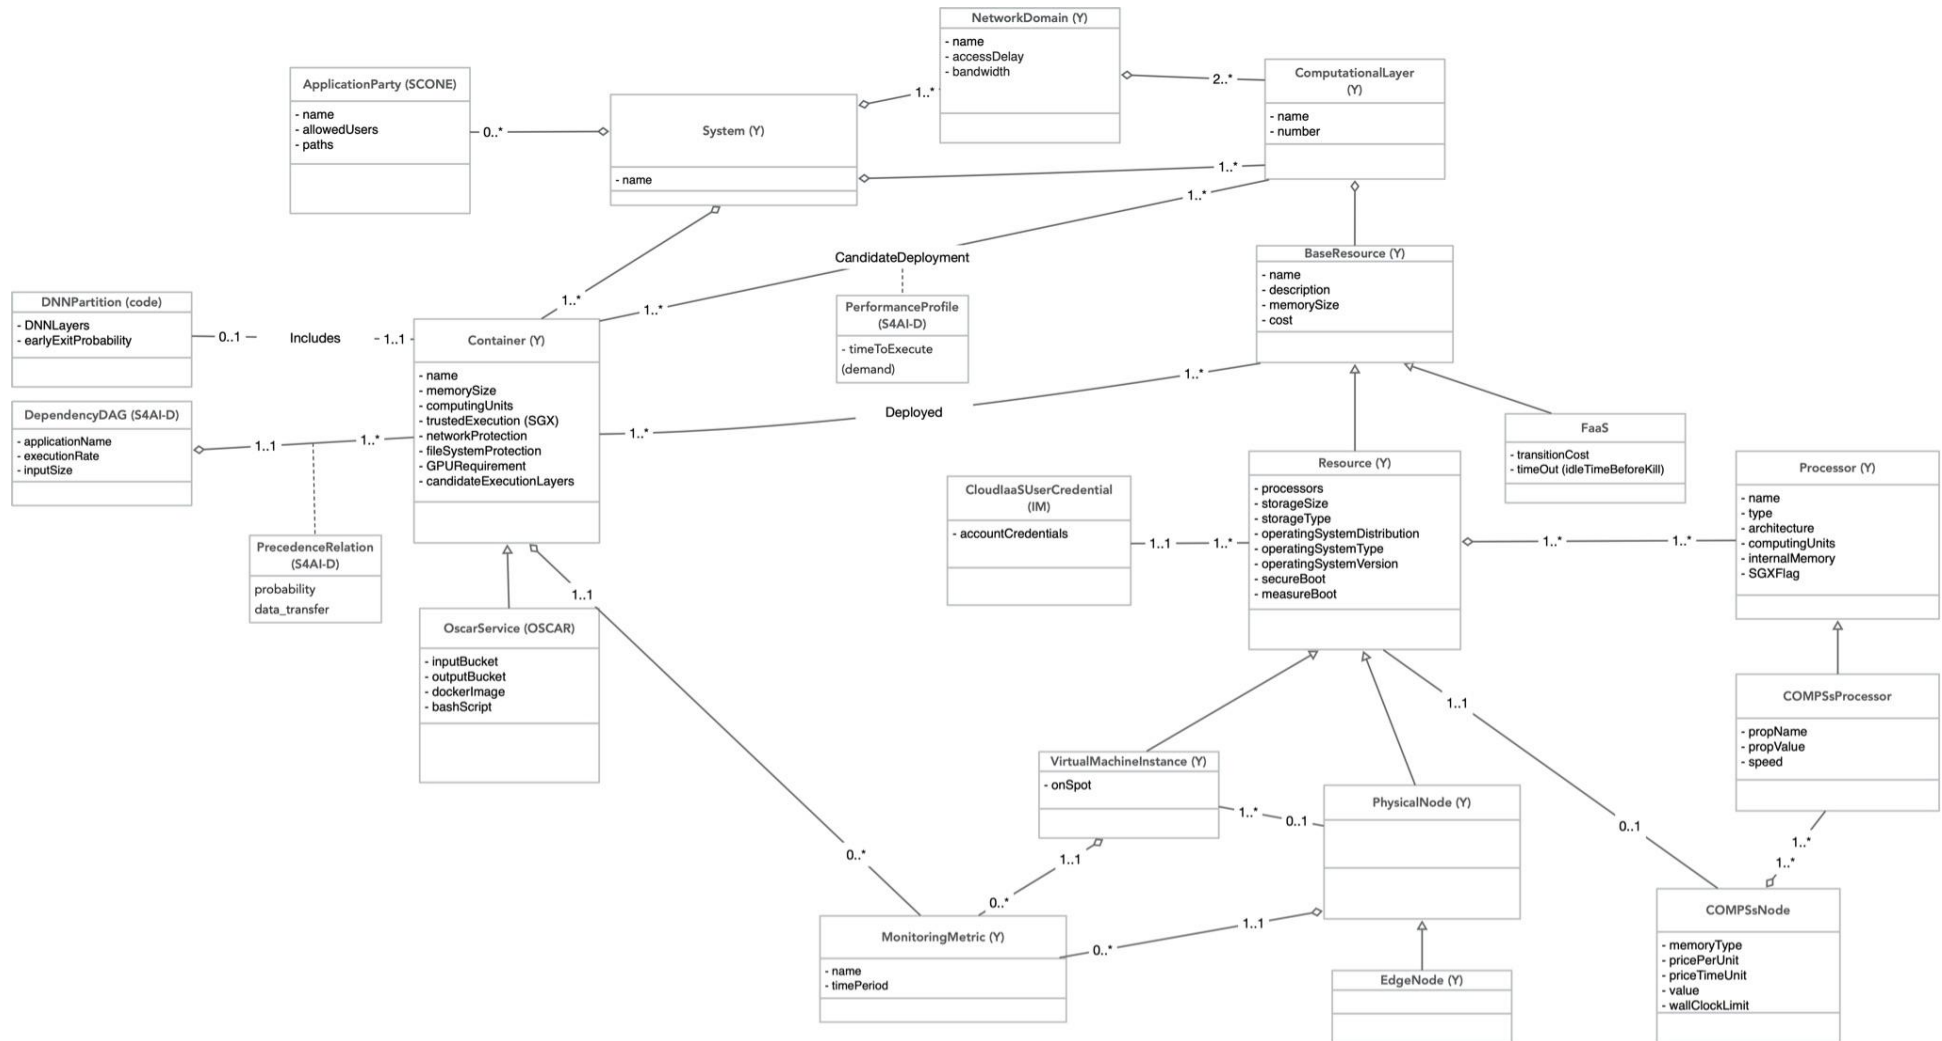 NetworkDomain (Y)
- name
- accessDelay
- bandwidth
ComputationalLayer
(Y)
- name
- number
ApplicationParty (SCONE)
- name
- allowedUsers
- paths
System (Y)
- name
0..*
1..*
2..*
1..*
1..*
CandidateDeployment
BaseResource (Y)
- name
- description
- memorySize
- cost
PerformanceProfile
(S4AI-D)
- timeToExecute
(demand)
1..*
1..*
DNNPartition (code)
- DNNLayers
- earlyExitProbability
0..1
Includes
1..1
Container (Y)
- name
- memorySize
- computingUnits
- trustedExecution (SGX)
- networkProtection
- fileSystemProtection
- GPURequirement
- candidateExecutionLayers
1..*
Deployed
1..*
DependencyDAG (S4AI-D)
- applicationName
- executionRate
- inputSize
1..1
1..*
PrecedenceRelation
(S4AI-D)
probability
data_transfer
FaaS
- transitionCost
- timeOut (idleTimeBeforeKill)
Resource (Y)
- processors
- storageSize
- storageType
- operatingSystemDistribution
- operatingSystemType
- operatingSystemVersion
- secureBoot
- measureBoot
Processor (Y)
- name
- type
- architecture
- computingUnits
- internalMemory
- SGXFlag
CloudIaaSUserCredential
(IM)
- accountCredentials
1..1
1..*
1..*
1..*
1..1
OscarService (OSCAR)
- inputBucket
- outputBucket
- dockerImage
- bashScript
COMPSsProcessor
- propName
- propValue
- speed
1..1
0..1
VirtualMachineInstance (Y)
- onSpot
PhysicalNode (Y)
1..*
0..1
1..*
1..*
0..*
1..1
0..*
1..1
0..*
MonitoringMetric (Y)
- name
- timePeriod
EdgeNode (Y)
COMPSsNode
- memoryType
- pricePerUnit
- priceTimeUnit
- value
- wallClockLimit